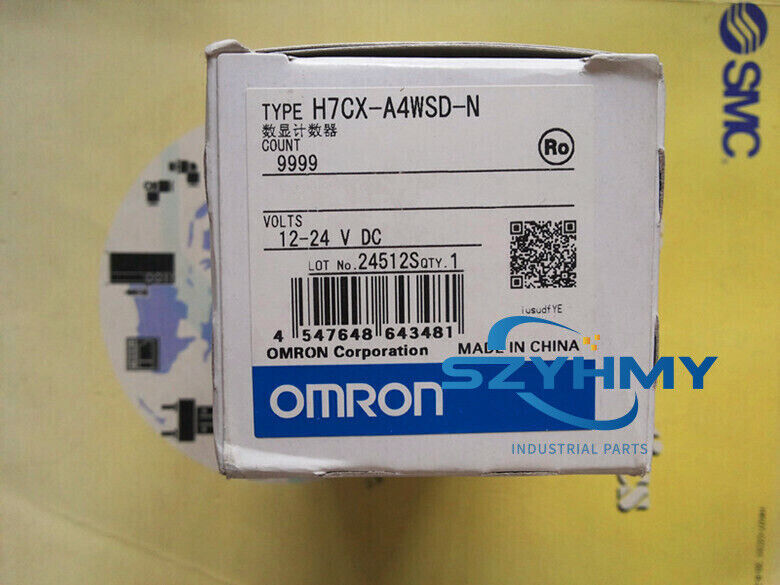 TYPE H7CX-A4WSD-N
数显计数器
COUNT
9999
Ro
VOLTS
12-24 V DC
LOT No.24512S QTY.1
iusudfYE
4 547648 643481
OMRON Corporation MADE IN CHINA
OMRON
SZYHMY
INDUSTRIAL PARTS
SMC